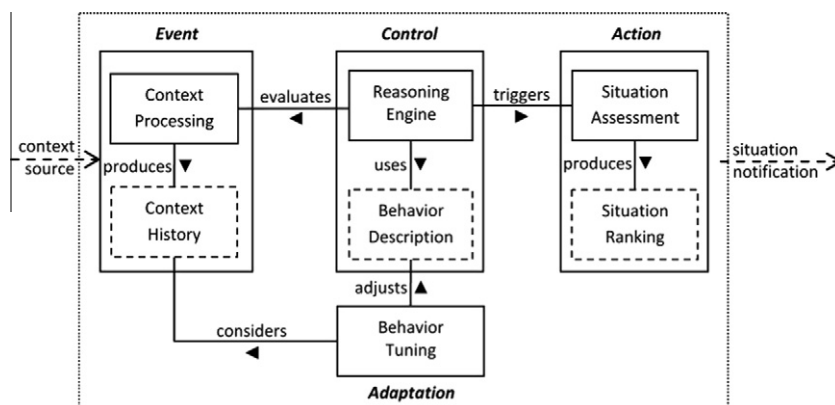 Event
Control
Action
Context
Processing
evaluates
Reasoning
Engine
triggers
Situation
Assessment
context
source
produces
uses
produces
situation
notification
Context
History
Behavior
Description
Situation
Ranking
adjusts
considers
Behavior
Tuning
Adaptation